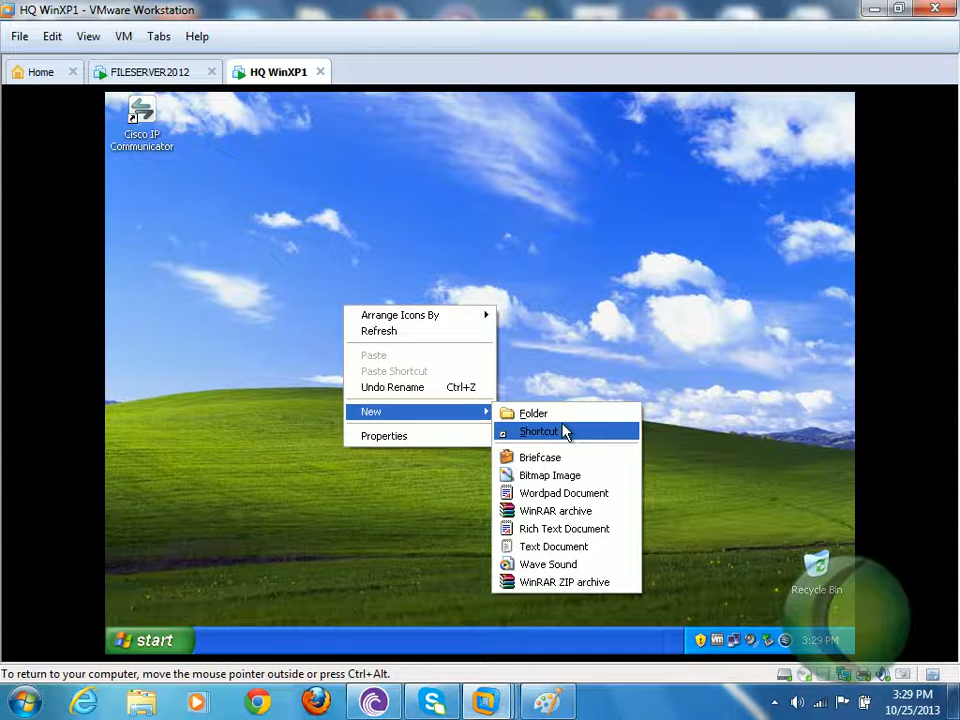 HQ WinXP1 - VMware Workstation
File Edit View VM Tabs Help
Home FILESERVER2012 HQ WinXP1
Cisco IP
Communicator
Arrange Icons By
Refresh
Paste
Paste Shortcut
Undo Rename Ctrl+Z
New
Properties
Folder
Shortcut
Briefcase
Bitmap Image
Wordpad Document
WinRAR archive
Rich Text Document
Text Document
Wave Sound
WinRAR ZIP archive
Recycle Bin
start
3:29 PM
To return to your computer, move the mouse pointer outside or press Ctrl+Alt.
3:29 PM
10/25/2013